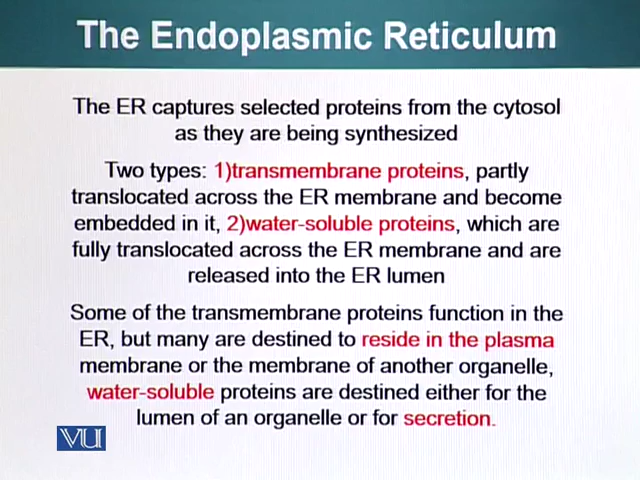 The Endoplasmic Reticulum
The ER captures selected proteins from the cytosol
as they are being synthesized
Two types: 1)transmembrane proteins, partly
translocated across the ER membrane and become
embedded in it, 2)water-soluble proteins, which are
fully translocated across the ER membrane and are
released into the ER lumen
Some of the transmembrane proteins function in the
ER, but many are destined to reside in the plasma
membrane or the membrane of another organelle,
water-soluble proteins are destined either for the
lumen of an organelle or for secretion.
VU